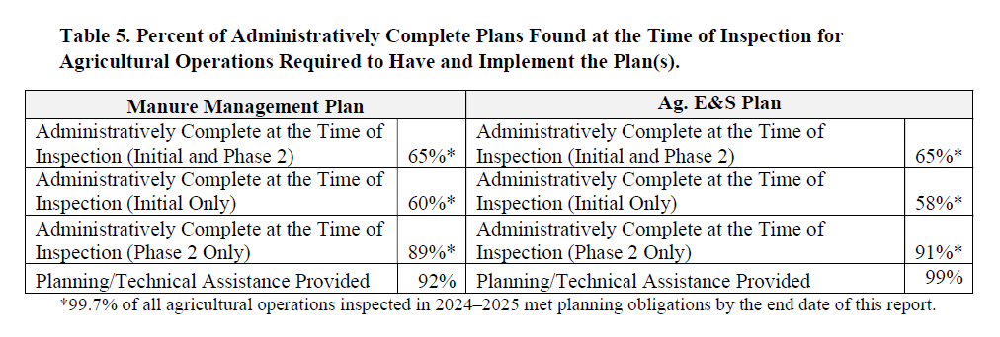 Table 5. Percent of Administratively Complete Plans Found at the Time of Inspection for
Agricultural Operations Required to Have and Implement the Plan(s).
Manure Management Plan
Ag. E&S Plan
Administratively Complete at the Time of
Inspection (Initial and Phase 2)
65%*
Administratively Complete at the Time of
Inspection (Initial and Phase 2)
65%*
Administratively Complete at the Time of
Inspection (Initial Only)
60%*
Administratively Complete at the Time of
Inspection (Initial Only)
58%*
Administratively Complete at the Time of
Inspection (Phase 2 Only)
89%*
Administratively Complete at the Time of
Inspection (Phase 2 Only)
91%*
Planning/Technical Assistance Provided
92%
Planning/Technical Assistance Provided
99%
*99.7% of all agricultural operations inspected in 2024–2025 met planning obligations by the end date of this report.